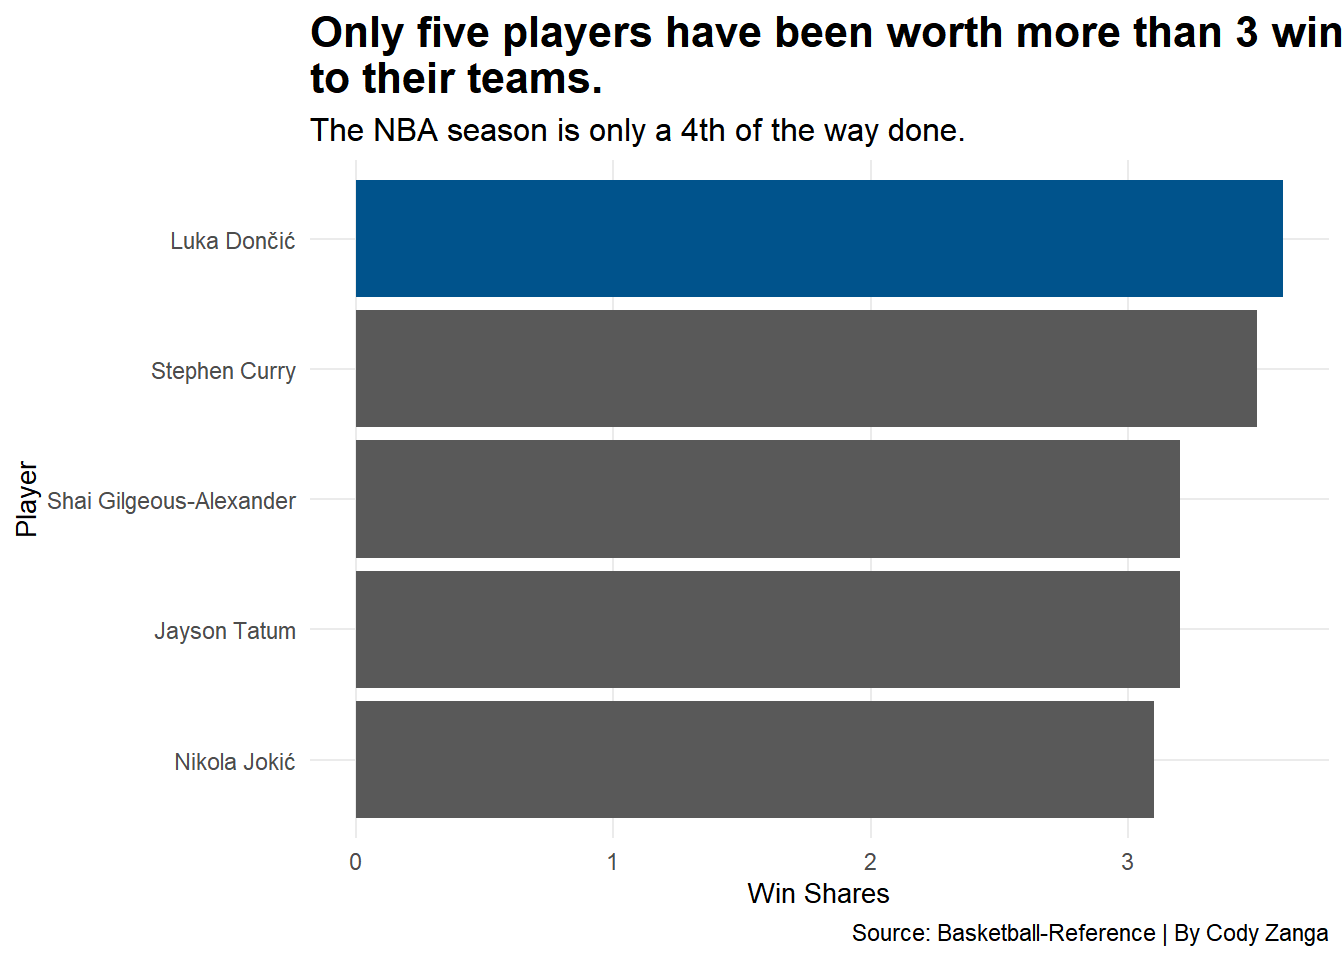 Only five players have been worth more than 3 win
to their teams.
The NBA season is only a 4th of the way done.
Player
Luka Dončić
Stephen Curry
Shai Gilgeous-Alexander
Jayson Tatum
Nikola Jokić
0 1 2 3
Win Shares
Source: Basketball-Reference | By Cody Zanga